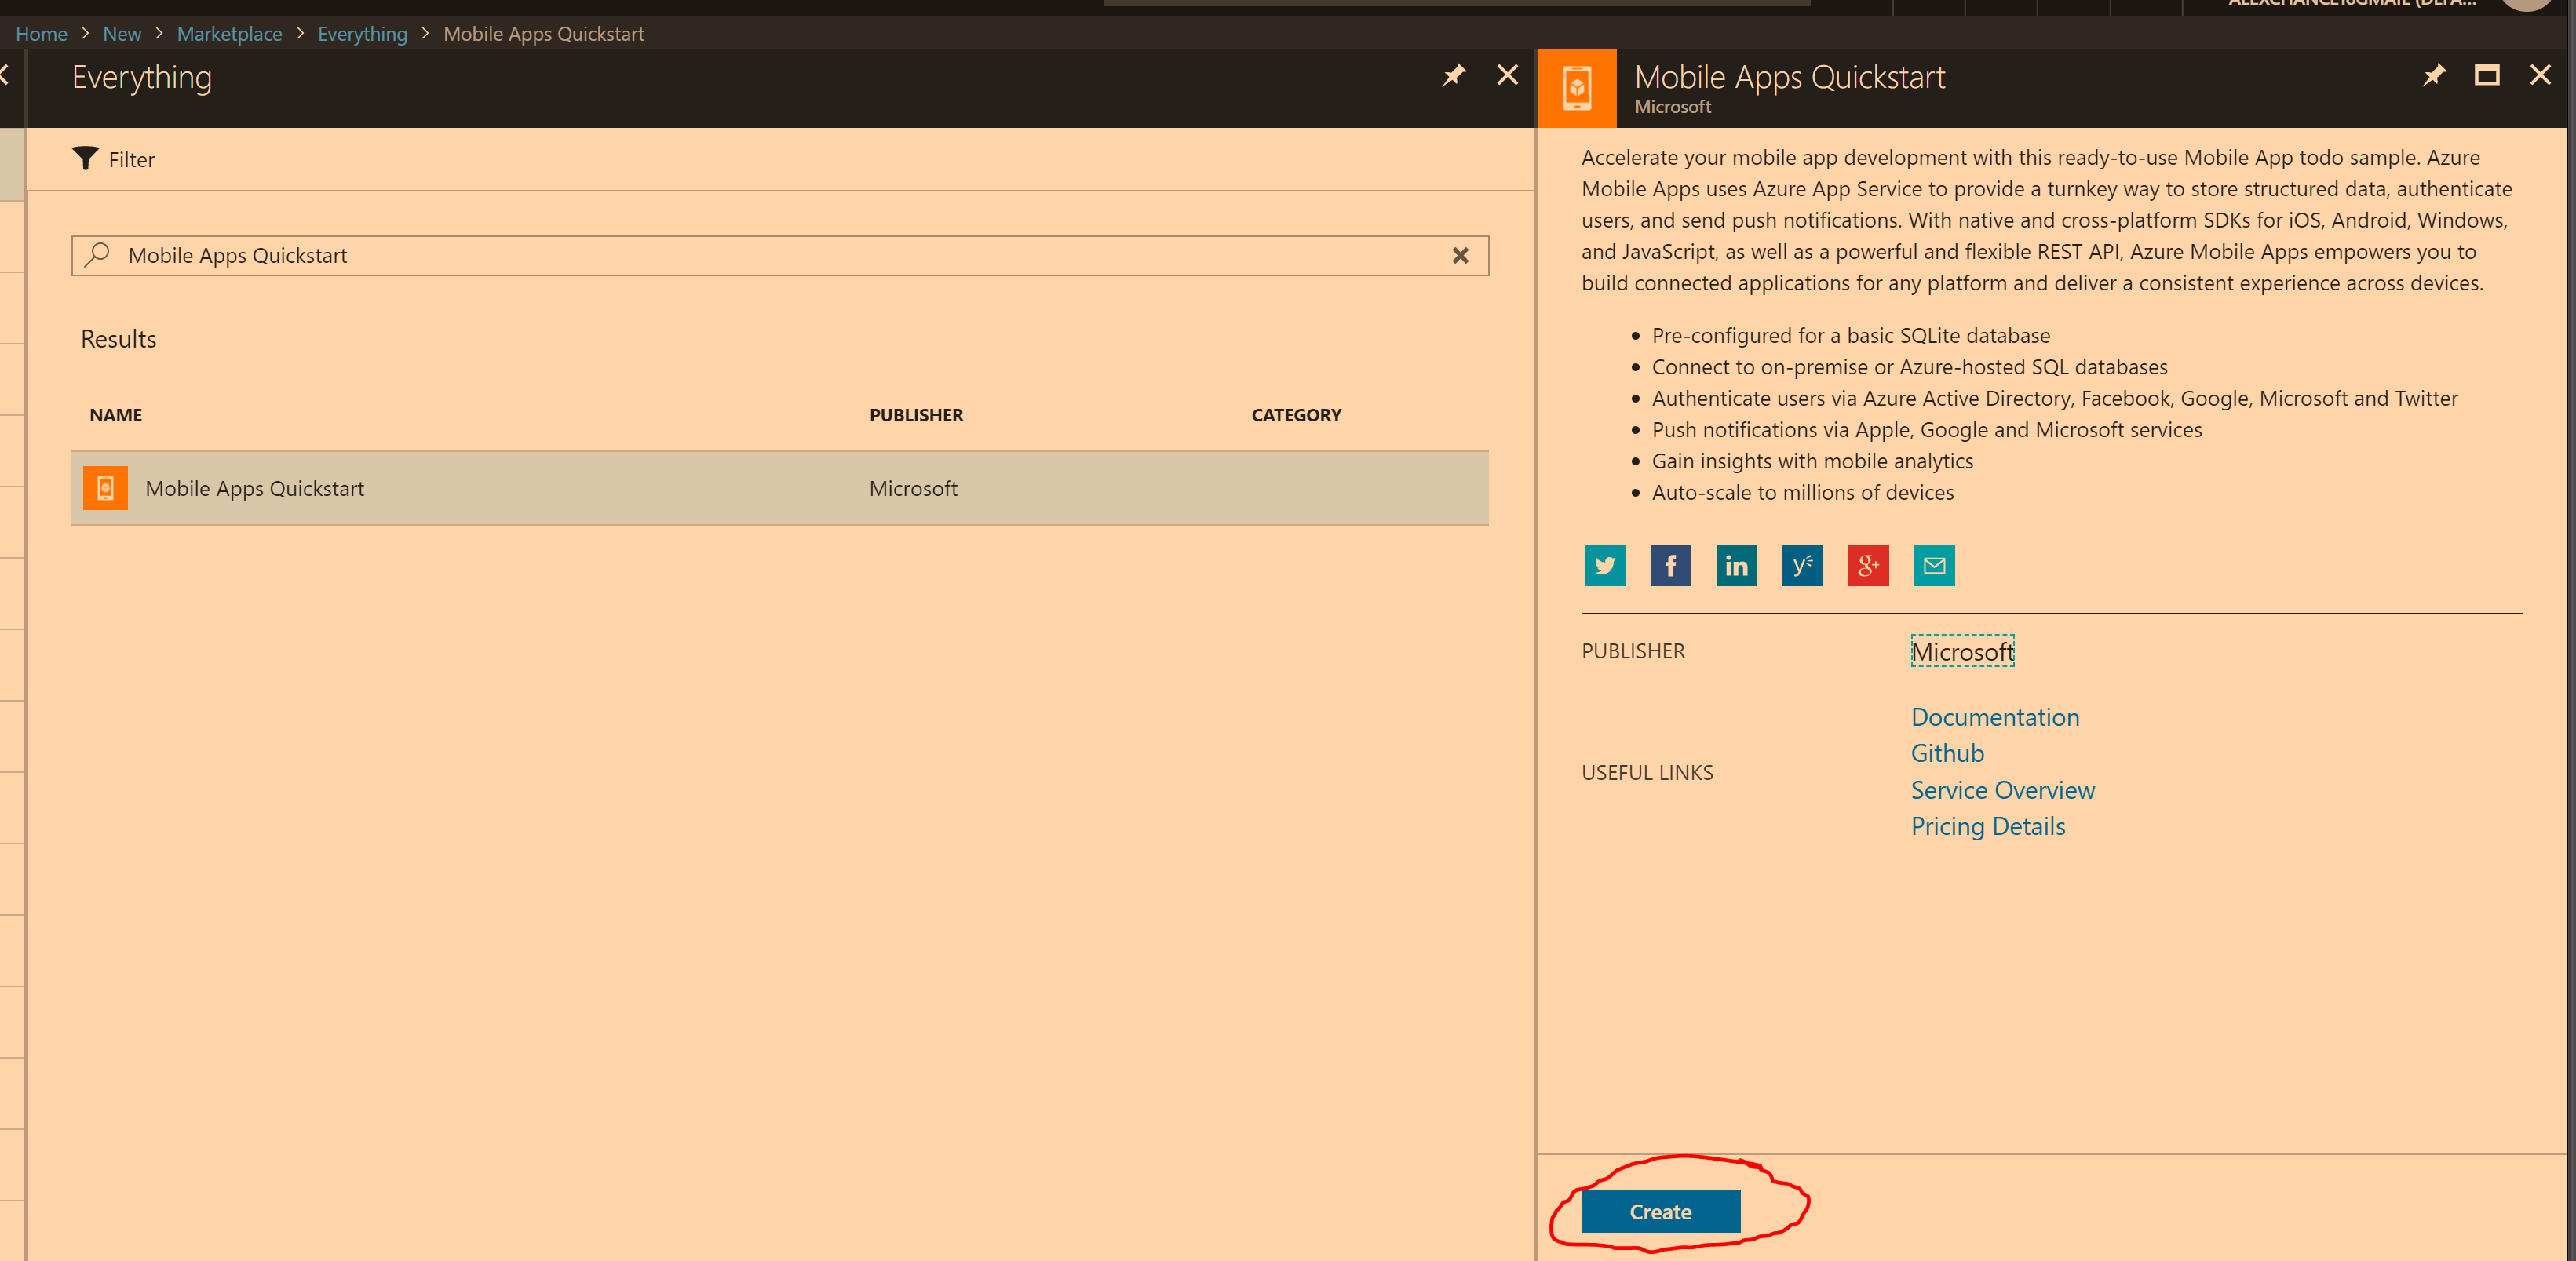 Home > New > Marketplace > Everything > Mobile Apps Quickstart
Everything
Filter
Mobile Apps Quickstart
Results
NAME PUBLISHER CATEGORY
Mobile Apps Quickstart Microsoft
Mobile Apps Quickstart
Microsoft
Accelerate your mobile app development with this ready-to-use Mobile App todo sample. Azure
Mobile Apps uses Azure App Service to provide a turnkey way to store structured data, authenticate
users, and send push notifications. With native and cross-platform SDKs for iOS, Android, Windows,
and JavaScript, as well as a powerful and flexible REST API, Azure Mobile Apps empowers you to
build connected applications for any platform and deliver a consistent experience across devices.
• Pre-configured for a basic SQLite database
• Connect to on-premise or Azure-hosted SQL databases
• Authenticate users via Azure Active Directory, Facebook, Google, Microsoft and Twitter
• Push notifications via Apple, Google and Microsoft services
• Gain insights with mobile analytics
• Auto-scale to millions of devices
f in y g+
PUBLISHER Microsoft
USEFUL LINKS
Documentation
Github
Service Overview
Pricing Details
Create